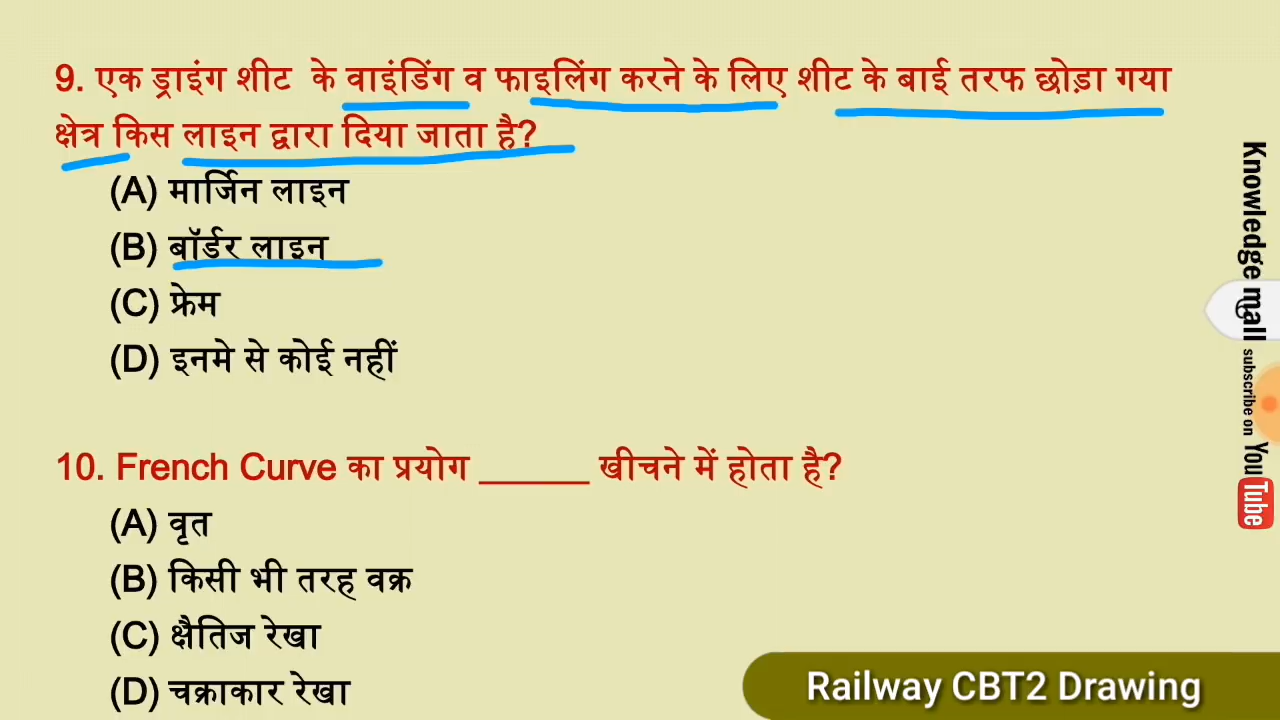 9. एक ड्राइंग शीट के वाइंडिंग व फाइलिंग करने के लिए शीट के बाई तरफ छोड़ा गया
क्षेत्र किस लाइन द्वारा दिया जाता है?
(A) मार्जिन लाइन
(B) बॉर्डर लाइन
(C) फ्रेम
(D) इनमे से कोई नहीं
10. French Curve का प्रयोग ______ खीचने में होता है?
(A) वृत
(B) किसी भी तरह वक्र
(C) क्षैतिज रेखा
(D) चक्राकार रेखा
Knowledge mall subscribe on YouTube
Railway CBT2 Drawing